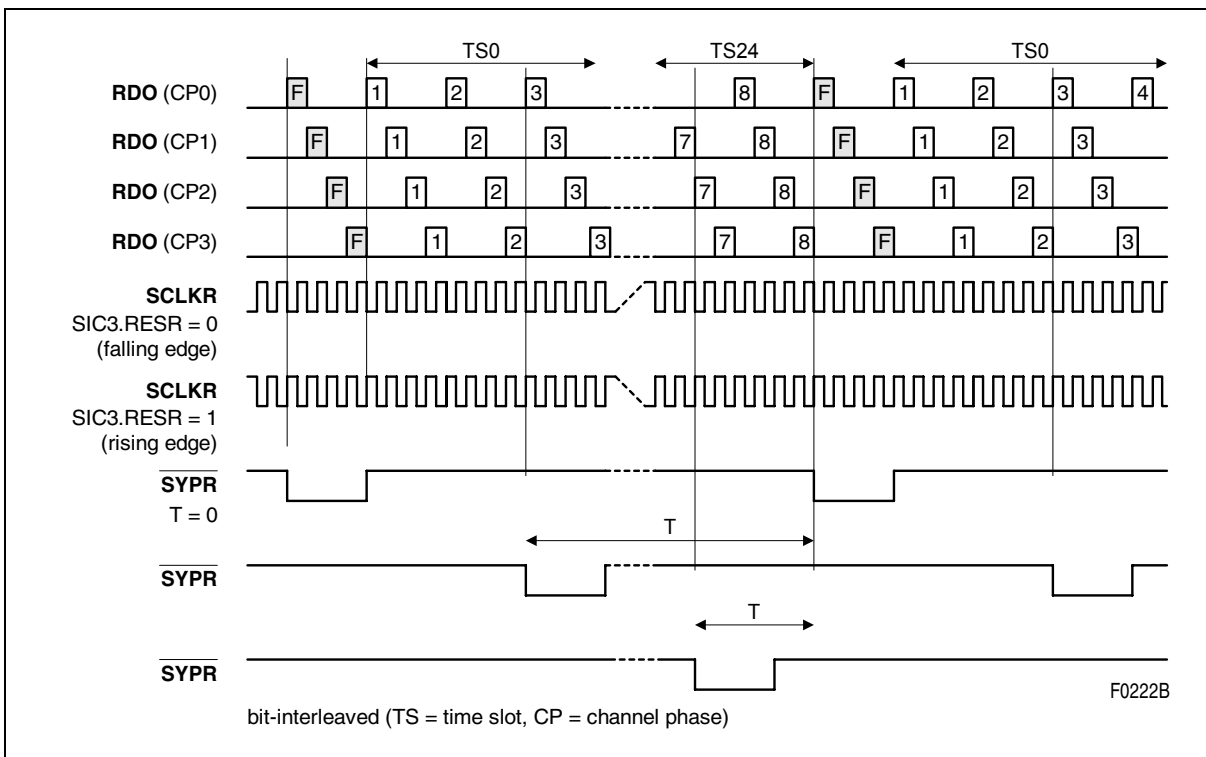 TS0 TS24 TS0
RDO (CP0) F 1 2 3 8 F 1 2 3 4
RDO (CP1) F 1 2 3 7 8 F 1 2 3
RDO (CP2) F 1 2 3 7 8 F 1 2 3
RDO (CP3) F 1 2 3 7 8 F 1 2 3
SCLKR
SIC3.RESR = 0
(falling edge)
SCLKR
SIC3.RESR = 1
(rising edge)
SYPR
T = 0
T
SYPR
T
SYPR
F0222B
bit-interleaved (TS = time slot, CP = channel phase)